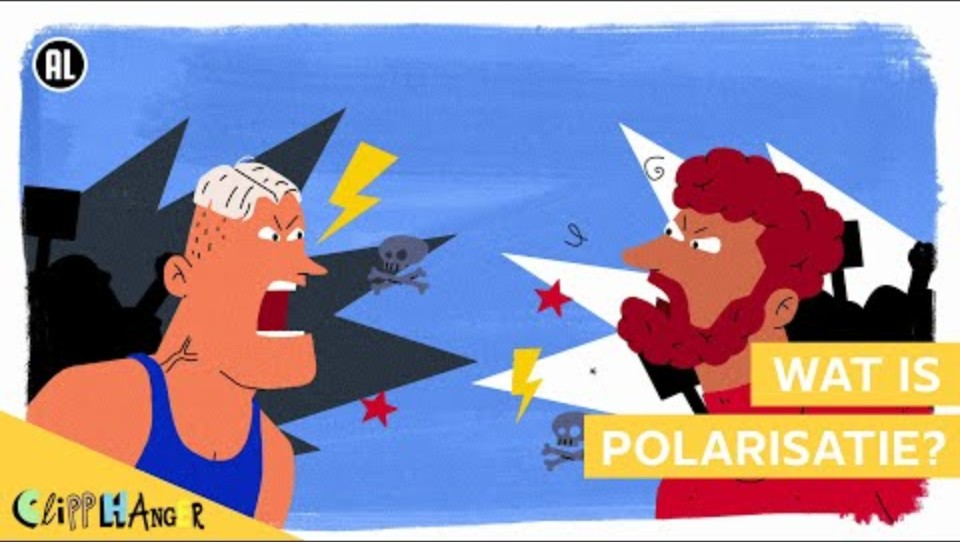 AL
WAT IS
POLARISATIE?
CLIPPHANGER